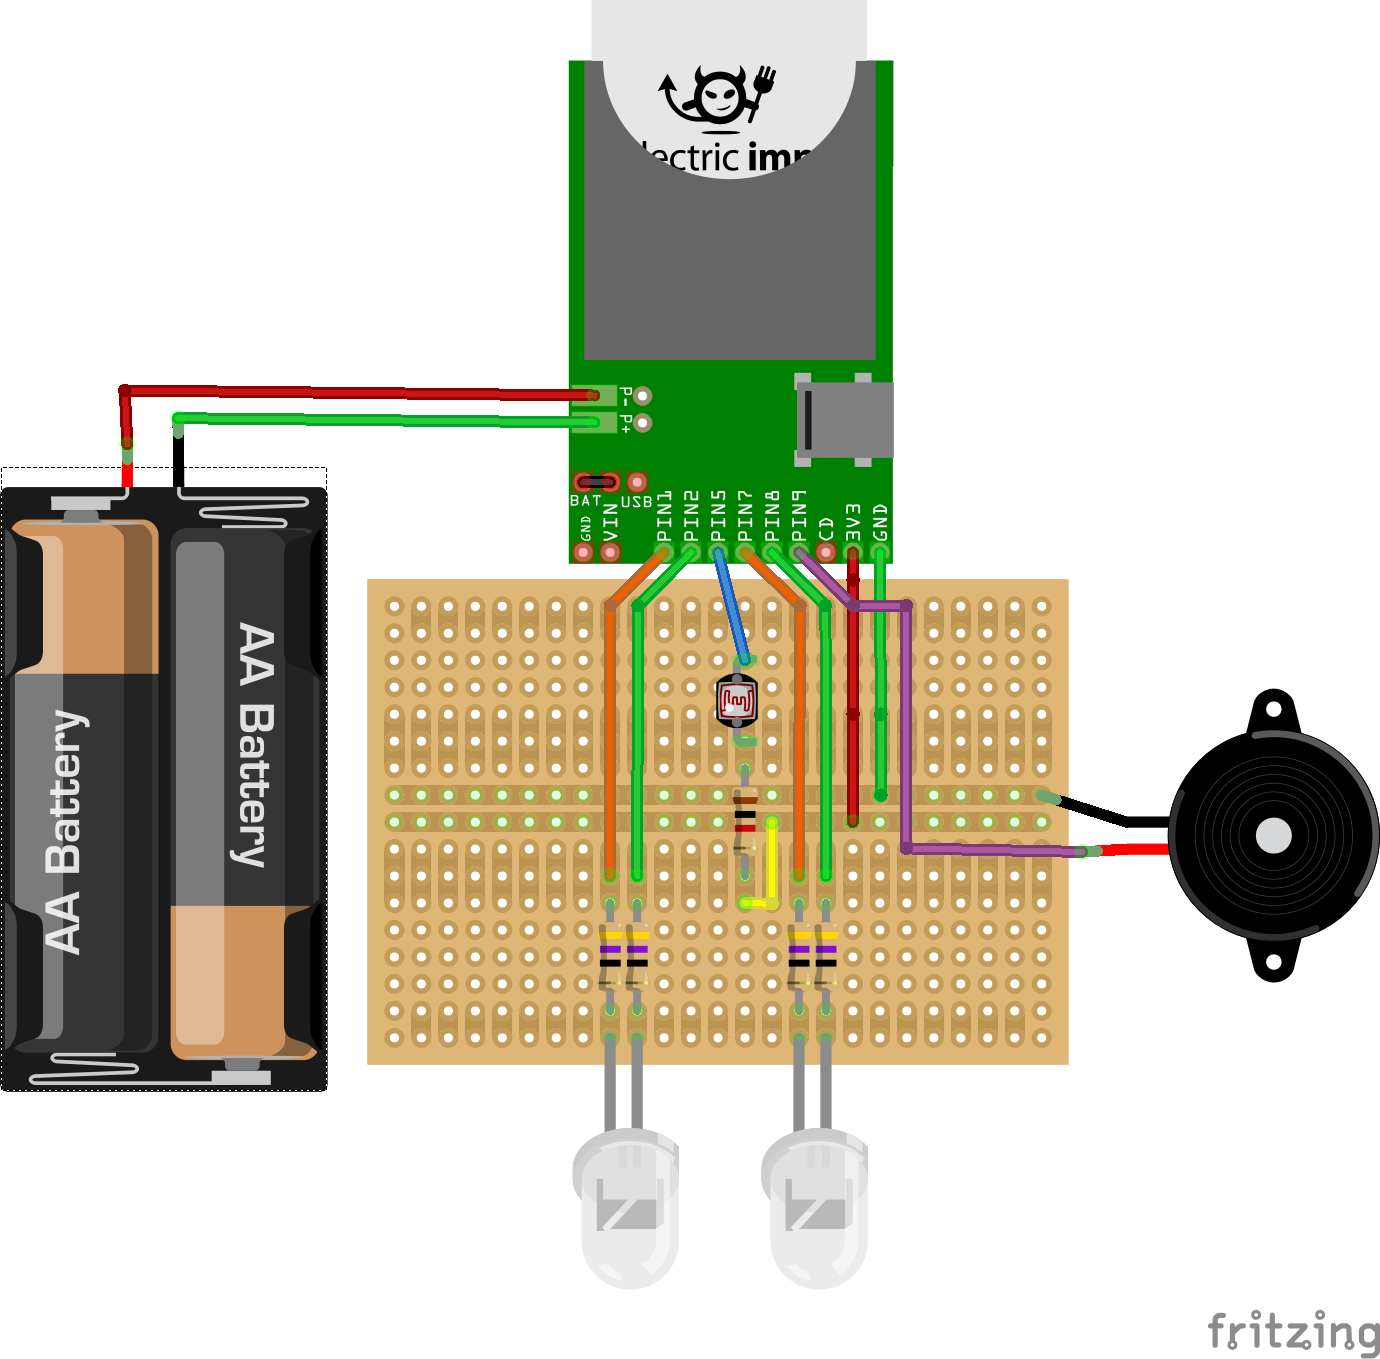 lectric imp
P-
P+
BAT
USB
GND
VIN
PIN1
PIN2
PIN5
PIN7
PIN8
PIN9
CD
3V3
GND
AA Battery
AA Battery
fritzing